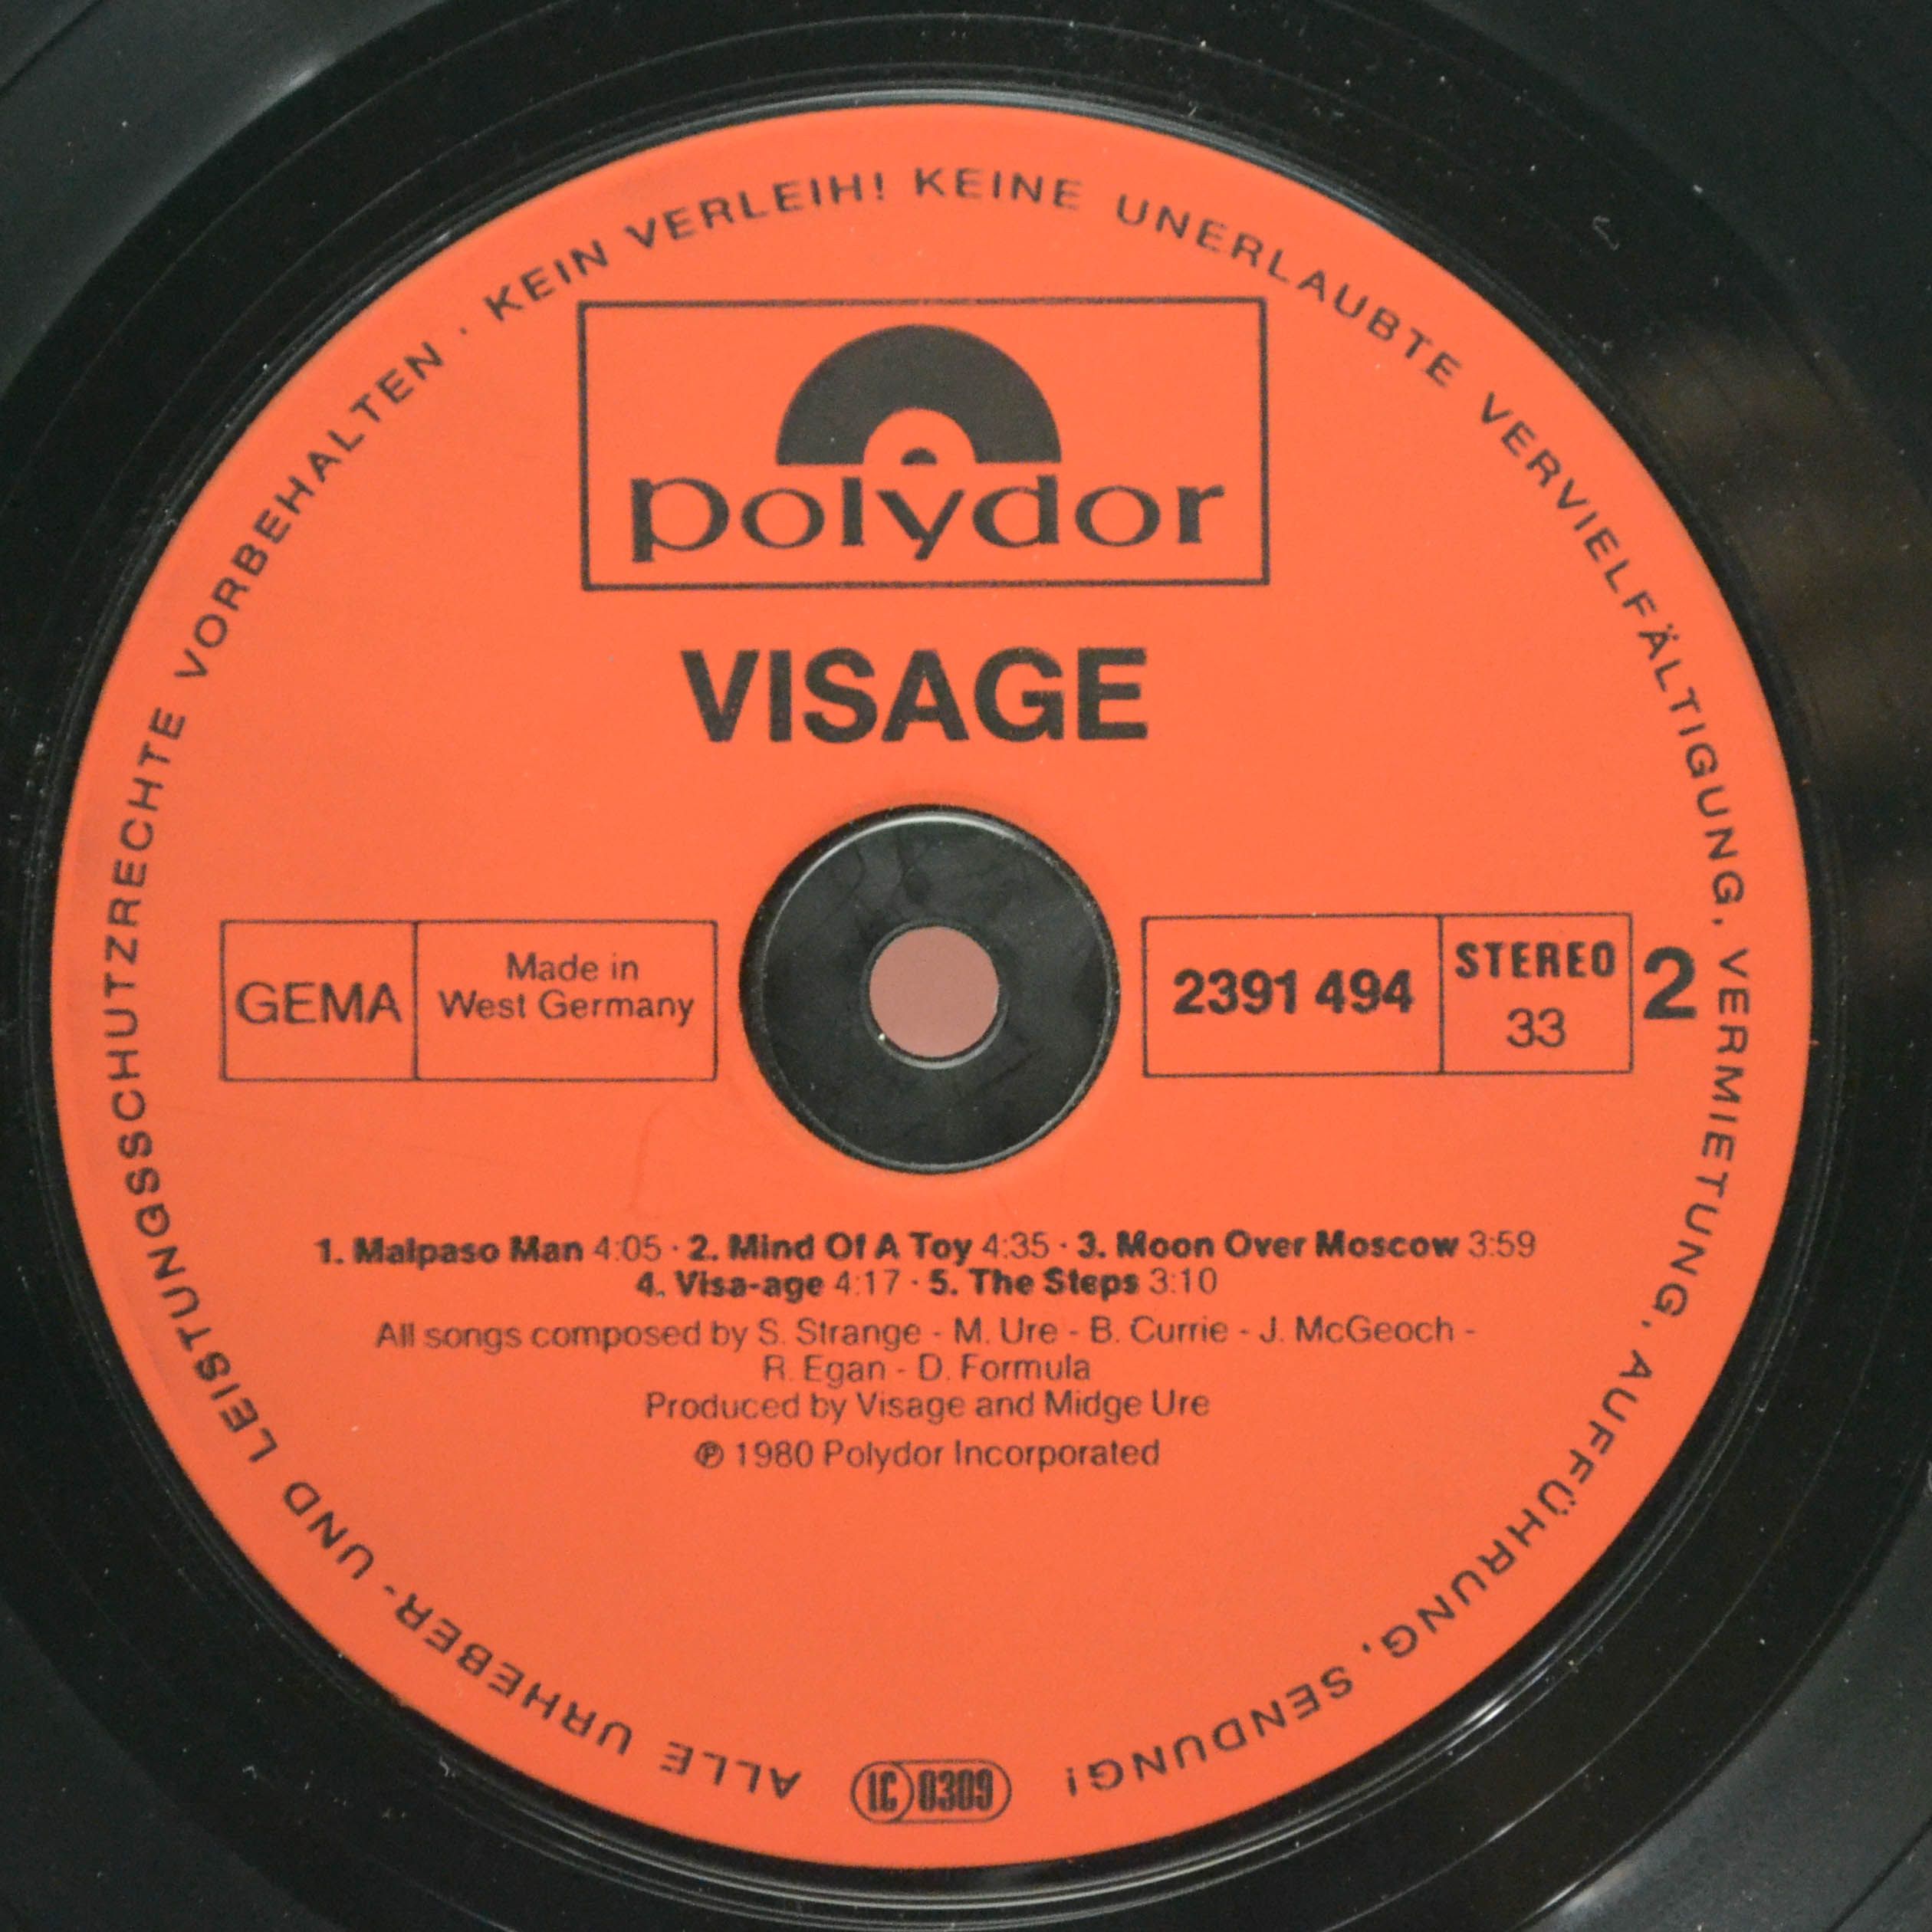 ALLE URHEBER- UND LEISTUNGSSCHUTZRECHTE VORBEHALTEN · KEIN VERLEIH! KEINE UNERLAUBTE VERVIELFÄLTIGUNG, VERMIETUNG, AUFFÜHRUNG, SENDUNG!
polydor
VISAGE
GEMA
Made in
West Germany
2391 494
STEREO
33
2
1. Malpaso Man 4:05 · 2. Mind Of A Toy 4:35 · 3. Moon Over Moscow 3:59
4. Visa-age 4:17 · 5. The Steps 3:10
All songs composed by S. Strange - M. Ure - B. Currie - J. McGeoch -
R. Egan - D. Formula
Produced by Visage and Midge Ure
℗ 1980 Polydor Incorporated
LC 0309